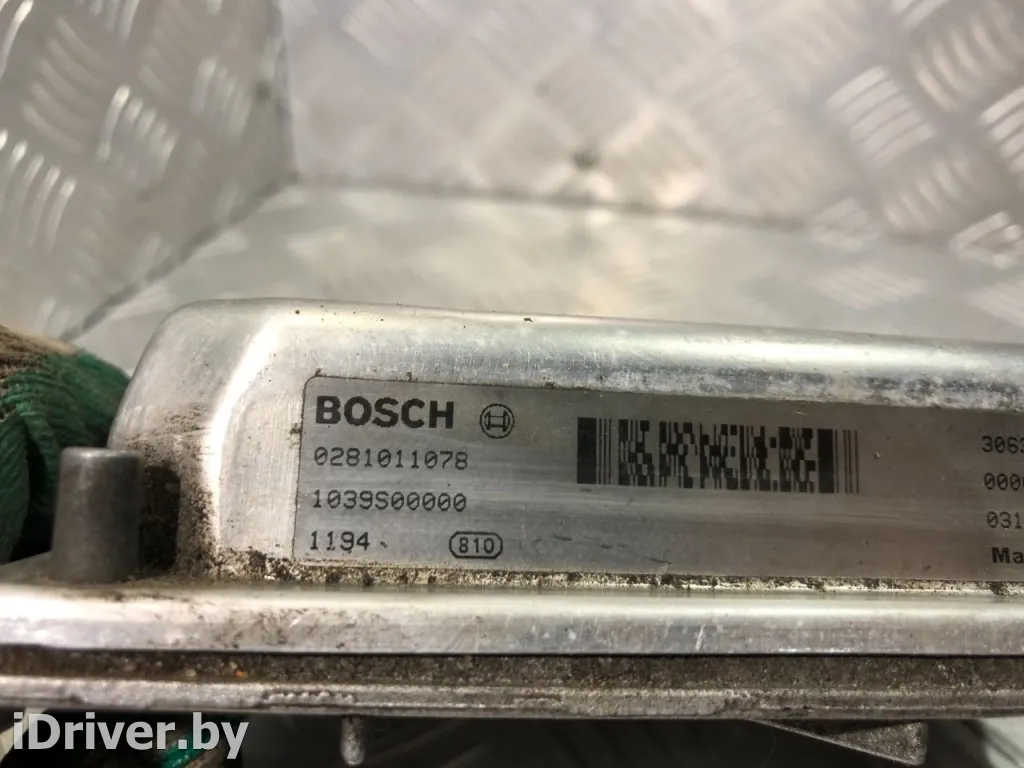 BOSCH
0281011078
1039S00000
1194 810
3063
000
031
Ma
iDriver.by